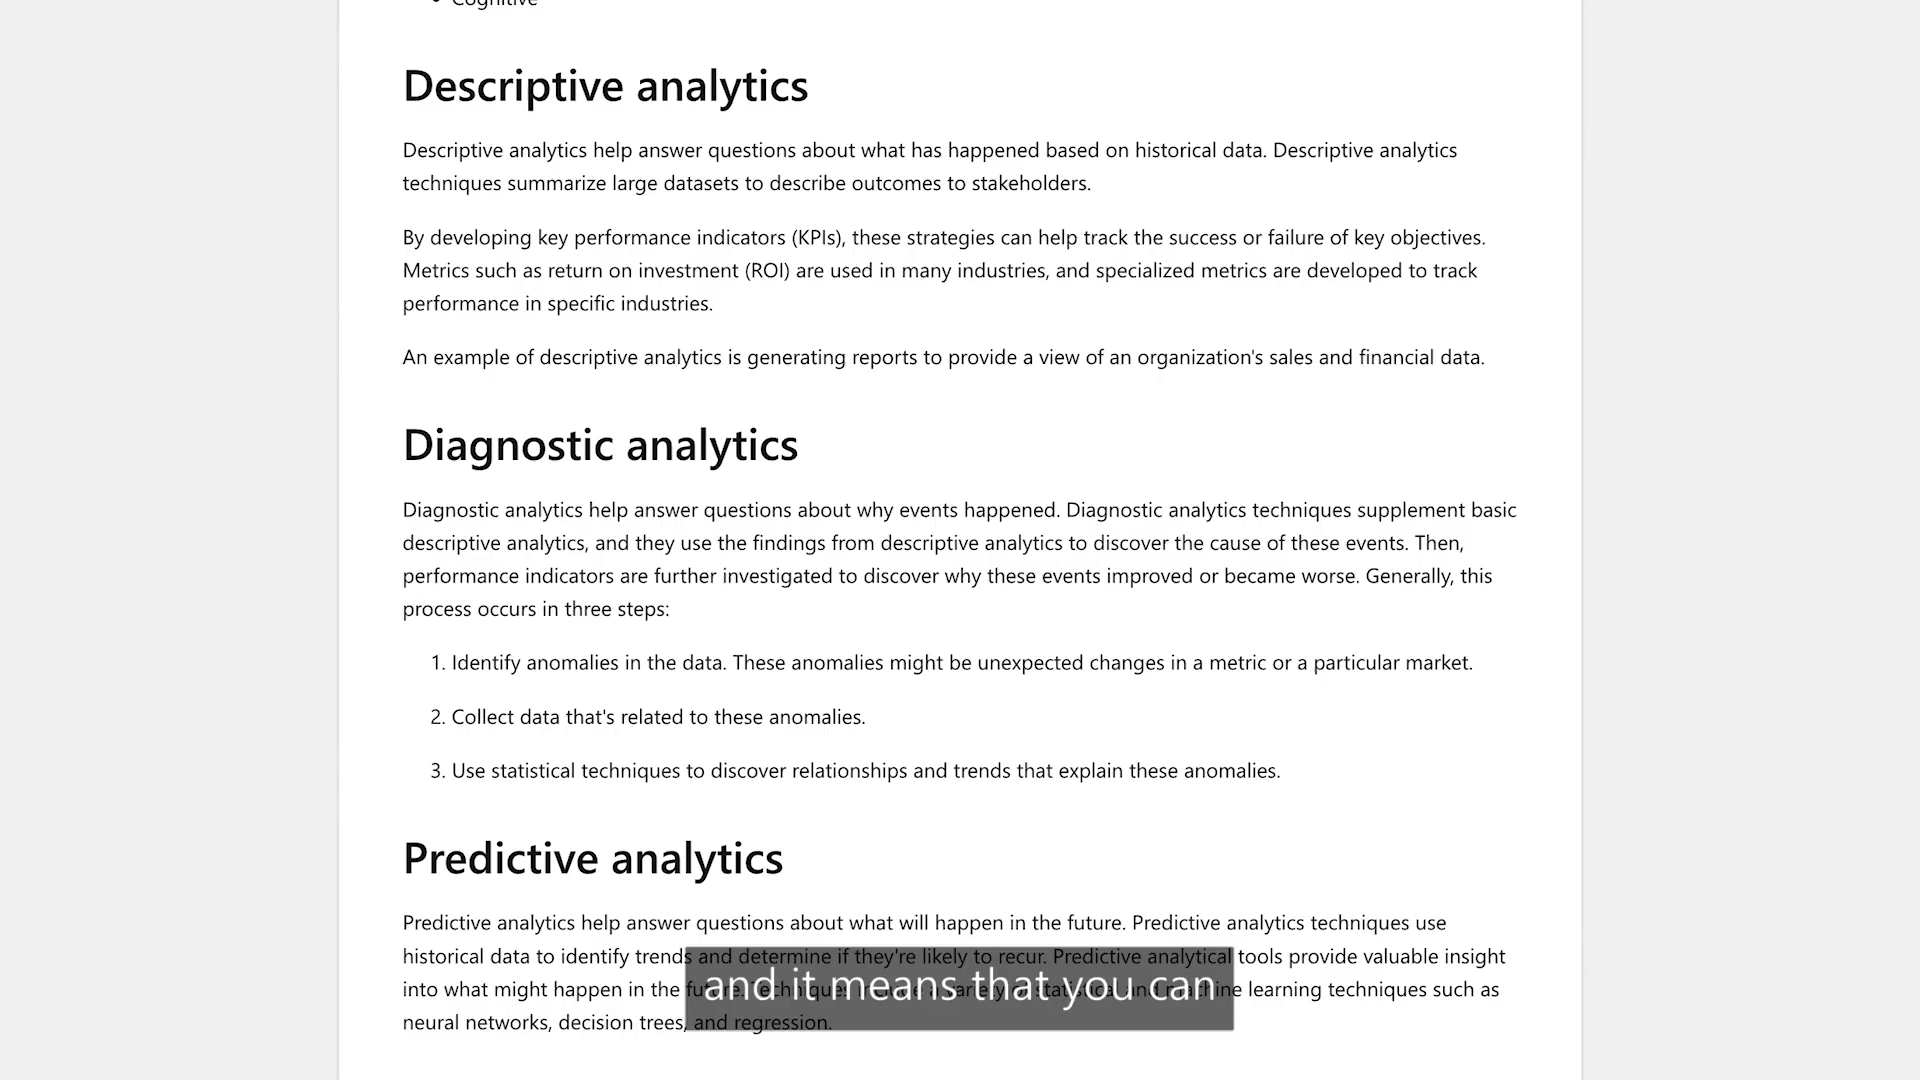 • Cognitive
Descriptive analytics
Descriptive analytics help answer questions about what has happened based on historical data. Descriptive analytics
techniques summarize large datasets to describe outcomes to stakeholders.
By developing key performance indicators (KPIs), these strategies can help track the success or failure of key objectives.
Metrics such as return on investment (ROI) are used in many industries, and specialized metrics are developed to track
performance in specific industries.
An example of descriptive analytics is generating reports to provide a view of an organization's sales and financial data.
Diagnostic analytics
Diagnostic analytics help answer questions about why events happened. Diagnostic analytics techniques supplement basic
descriptive analytics, and they use the findings from descriptive analytics to discover the cause of these events. Then,
performance indicators are further investigated to discover why these events improved or became worse. Generally, this
process occurs in three steps:
1. Identify anomalies in the data. These anomalies might be unexpected changes in a metric or a particular market.
2. Collect data that's related to these anomalies.
3. Use statistical techniques to discover relationships and trends that explain these anomalies.
Predictive analytics
Predictive analytics help answer questions about what will happen in the future. Predictive analytics techniques use
historical data to identify trends and determine if they're likely to recur. Predictive analytical tools provide valuable insight
into what might happen in the future. Techniques include a variety of statistical and machine learning techniques such as
neural networks, decision trees, and regression.
and it means that you can